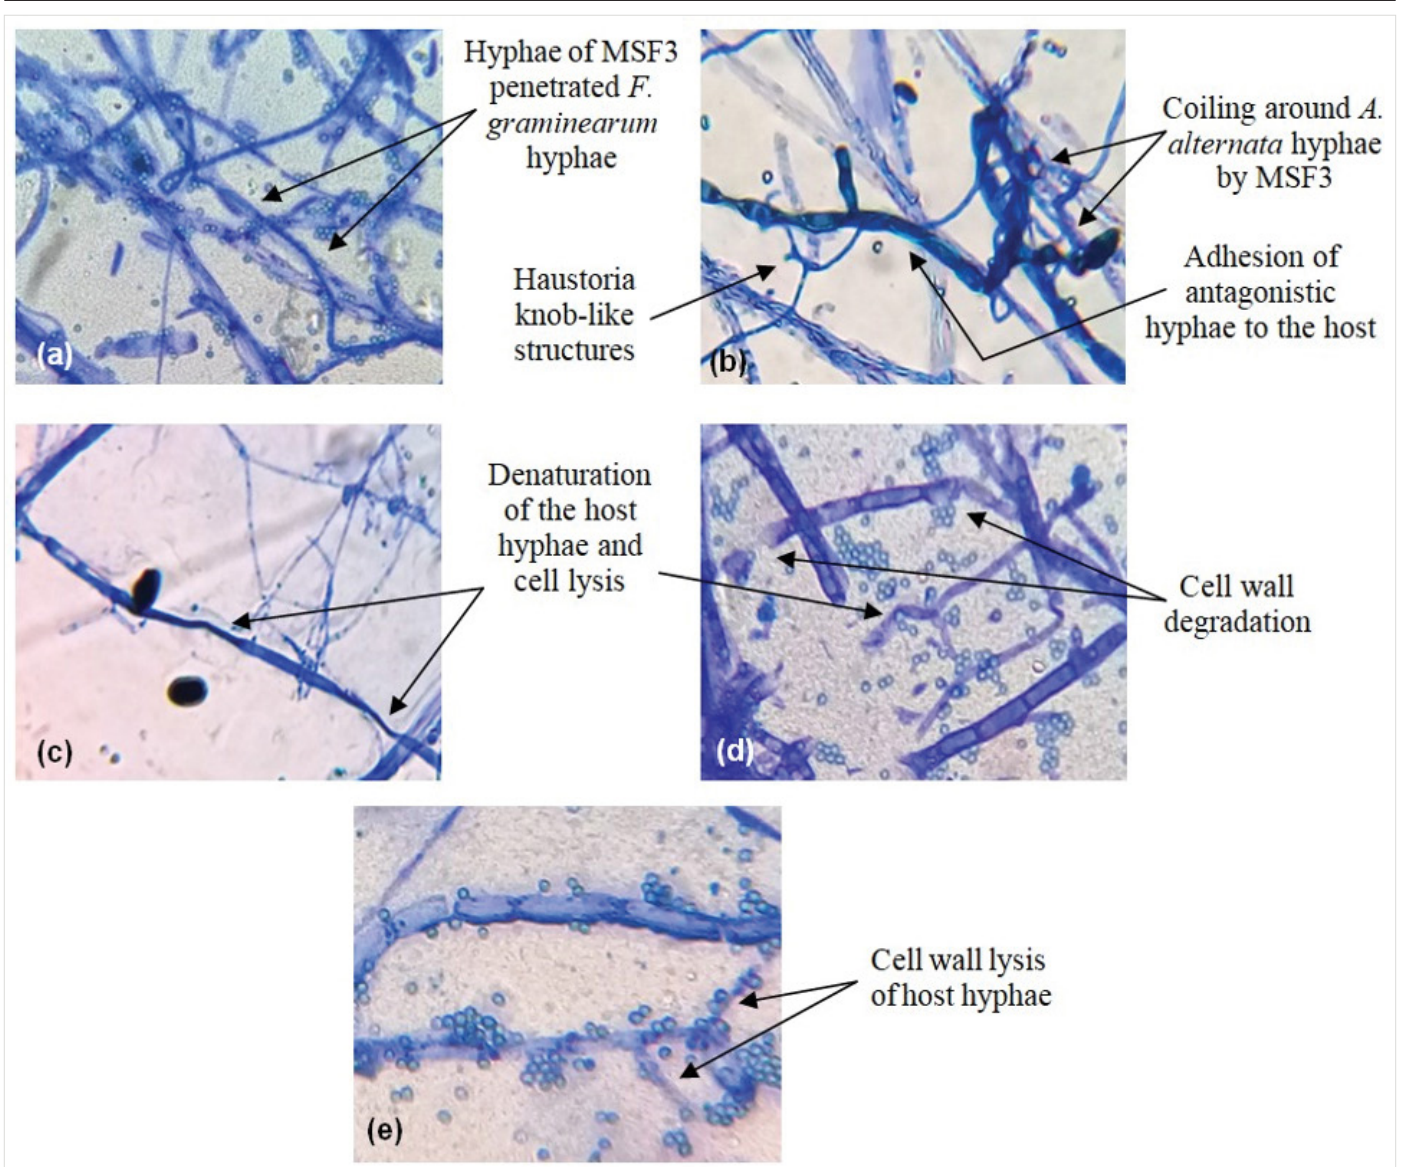 Hyphae of MSF3
penetrated F.
graminearum
hyphae
(a)
Haustoria
knob-like
structures
(b)
Coiling around A.
alternata hyphae
by MSF3
Adhesion of
antagonistic
hyphae to the host
(c)
Denaturation
of the host
hyphae and
cell lysis
(d)
Cell wall
degradation
(e)
Cell wall lysis
of host hyphae